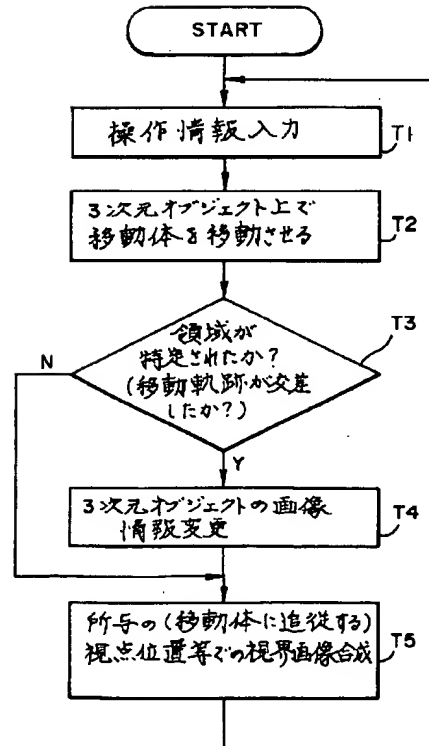 START
操作情報入力
T1
3次元オブジェクト上で
移動体を移動させる
T2
領域が
特定されたか?
(移動軌跡が交差
したか?)
T3
N
Y
3次元オブジェクトの画像
情報変更
T4
所与の(移動体に追従する)
視点位置等での視界画像合成
T5